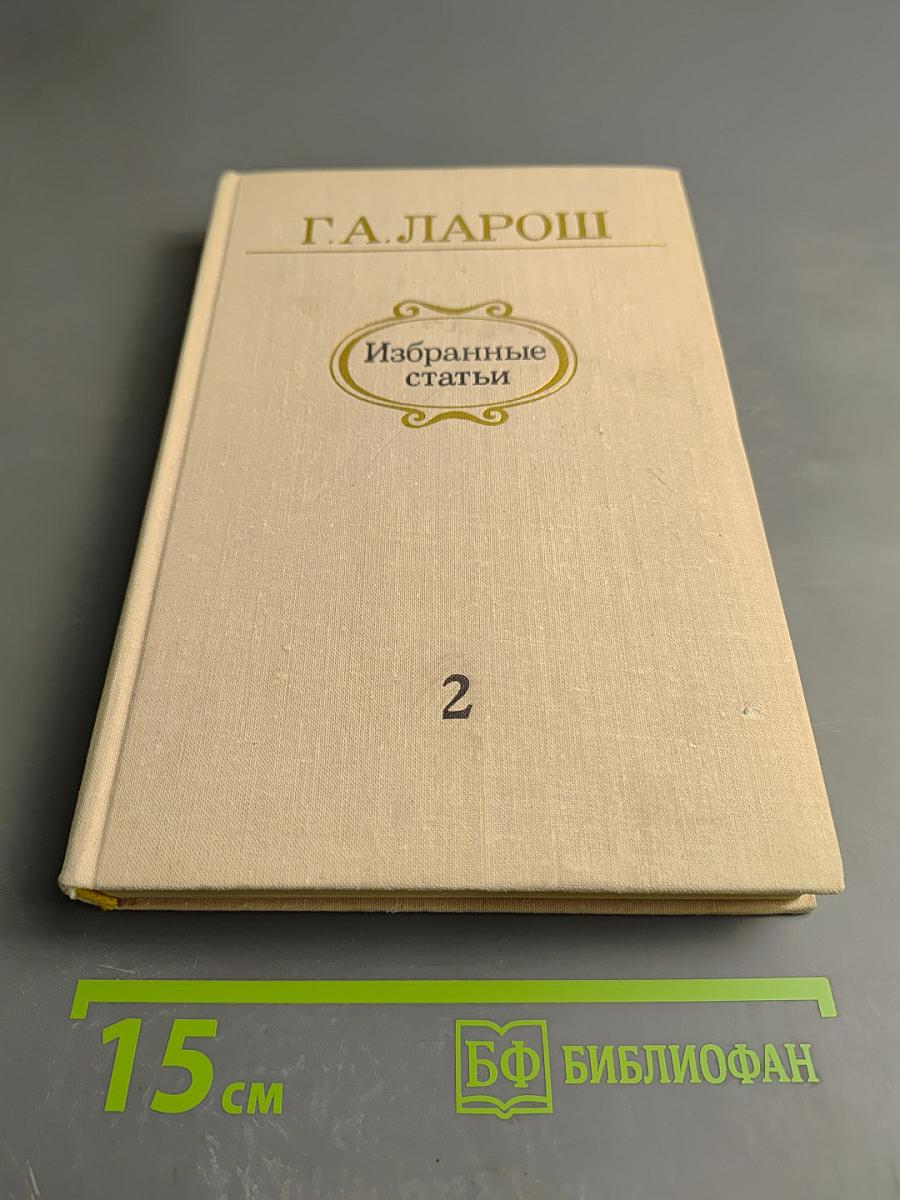 Г. А. ЛАРОШ
Избранные
статьи
2
15 см
БФ БИБЛИОФАН